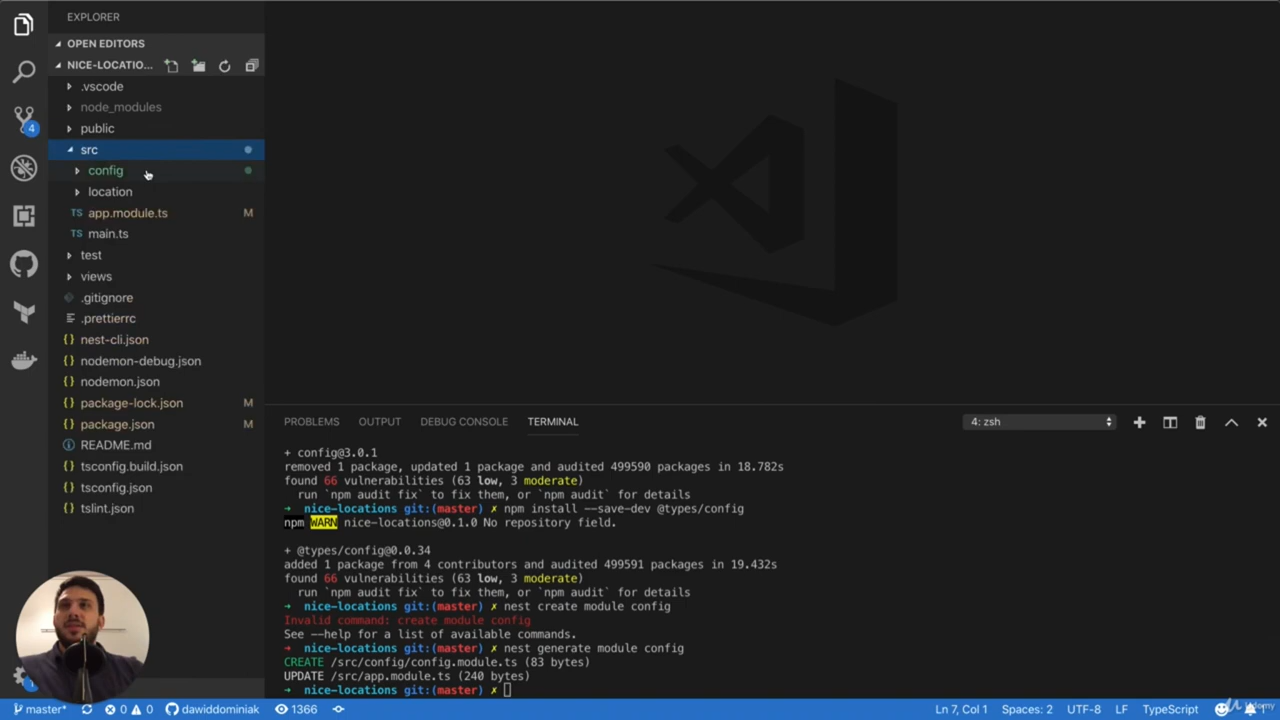 EXPLORER
OPEN EDITORS
NICE-LOCATIO...
.vscode
node_modules
public
4
src
config
location
TS app.module.ts M
TS main.ts
test
views
.gitignore
.prettierrc
{} nest-cli.json
{} nodemon-debug.json
{} nodemon.json
{} package-lock.json M
{} package.json M
README.md
{} tsconfig.build.json
{} tsconfig.json
{} tslint.json
PROBLEMS OUTPUT DEBUG CONSOLE TERMINAL 4: zsh
+ config@3.0.1
removed 1 package, updated 1 package and audited 499590 packages in 18.782s
found 66 vulnerabilities (63 low, 3 moderate)
run `npm audit fix` to fix them, or `npm audit` for details
➜ nice-locations git:(master) ✗ npm install --save-dev @types/config
npm WARN nice-locations@0.1.0 No repository field.
+ @types/config@0.0.34
added 1 package from 4 contributors and audited 499591 packages in 19.432s
found 66 vulnerabilities (63 low, 3 moderate)
run `npm audit fix` to fix them, or `npm audit` for details
➜ nice-locations git:(master) ✗ nest create module config
Invalid command: create module config
See --help for a list of available commands.
➜ nice-locations git:(master) ✗ nest generate module config
CREATE /src/config/config.module.ts (83 bytes)
UPDATE /src/app.module.ts (240 bytes)
➜ nice-locations git:(master) ✗
master* 0 0 dawiddominiak 1366 Ln 7, Col 1 Spaces: 2 UTF-8 LF TypeScript